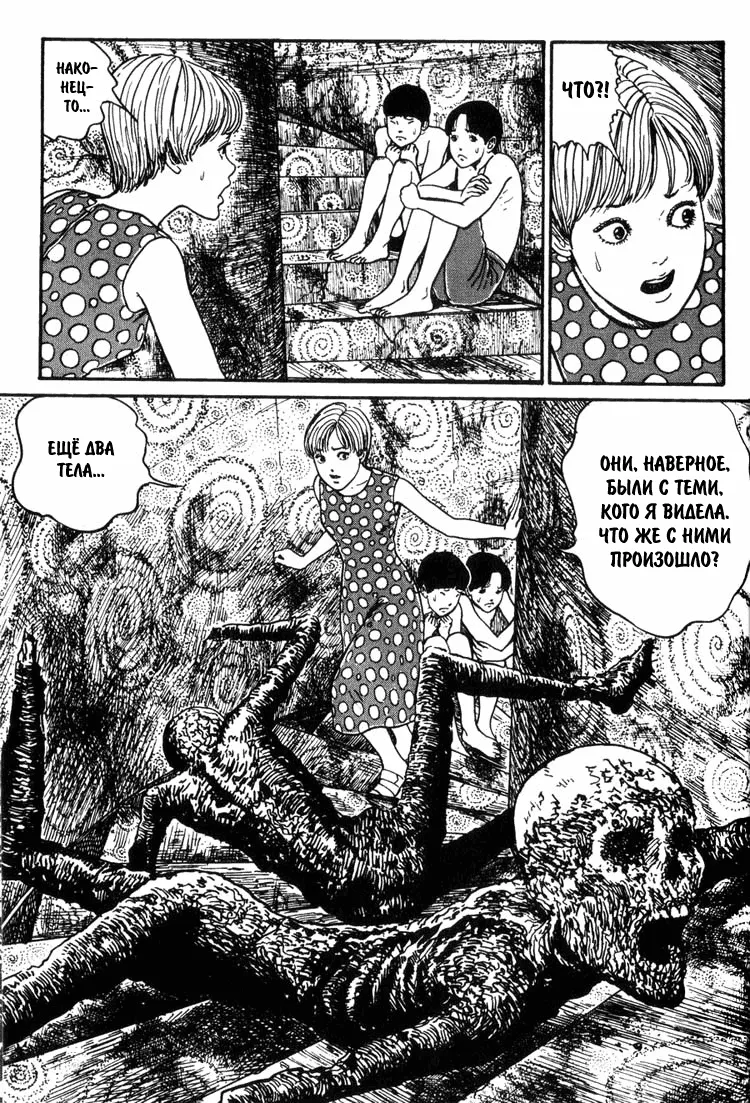 НАКО-
НЕЦ-
ТО...
ЧТО?!
ЕЩЁ ДВА
ТЕЛА...
ОНИ, НАВЕРНОЕ,
БЫЛИ С ТЕМИ,
КОГО Я ВИДЕЛА.
ЧТО ЖЕ С НИМИ
ПРОИЗОШЛО?